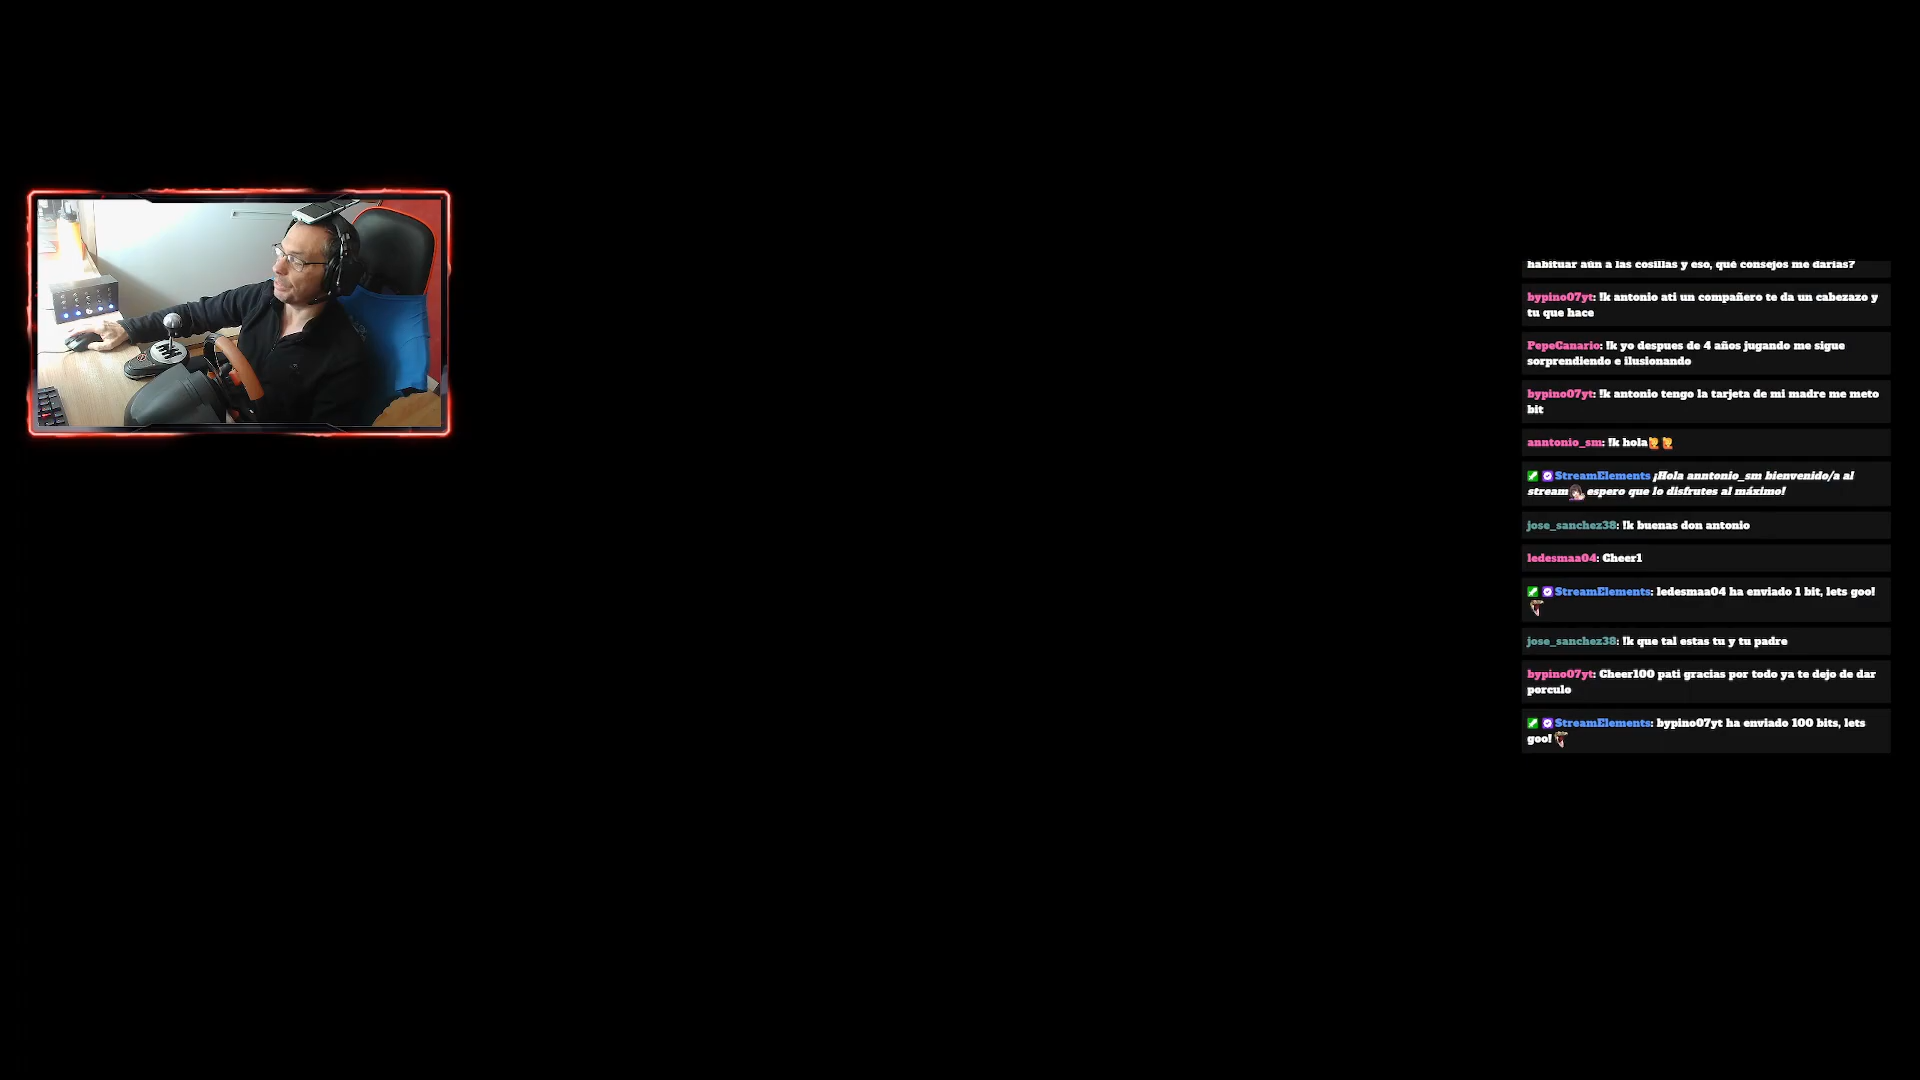 habituar aún a las cosillas y eso, qué consejos me darías?
bypino07yt: !k antonio ati un compañero te da un cabezazo y
tu que hace
PepeCanario: !k yo despues de 4 años jugando me sigue
sorprendiendo e ilusionando
bypino07yt: !k antonio tengo la tarjeta de mi madre me meto
bit
anntonio_sm: !k hola
StreamElements ¡Hola anntonio_sm bienvenido/a al
stream espero que lo disfrutes al máximo!
jose_sanchez38: !k buenas don antonio
ledesmaa04: Cheer1
StreamElements: ledesmaa04 ha enviado 1 bit, lets goo!
jose_sanchez38: !k que tal estas tu y tu padre
bypino07yt: Cheer100 pati gracias por todo ya te dejo de dar
porculo
StreamElements: bypino07yt ha enviado 100 bits, lets
goo!